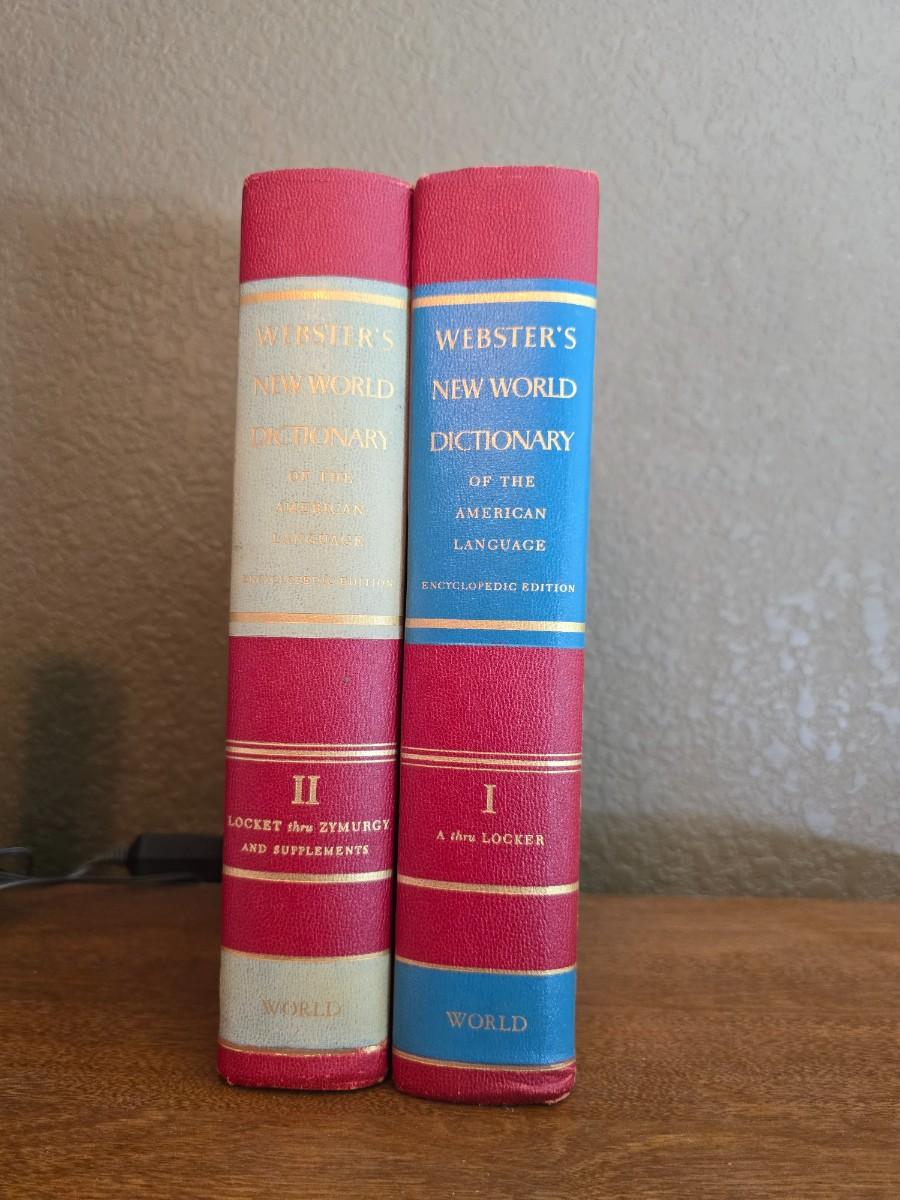 WEBSTER'S
NEW WORLD
DICTIONARY
OF THE
AMERICAN
LANGUAGE
ENCYCLOPEDIC EDITION
II
LOCKET thru ZYMURGY
AND SUPPLEMENTS
WORLD
WEBSTER'S
NEW WORLD
DICTIONARY
OF THE
AMERICAN
LANGUAGE
ENCYCLOPEDIC EDITION
I
A thru LOCKER
WORLD